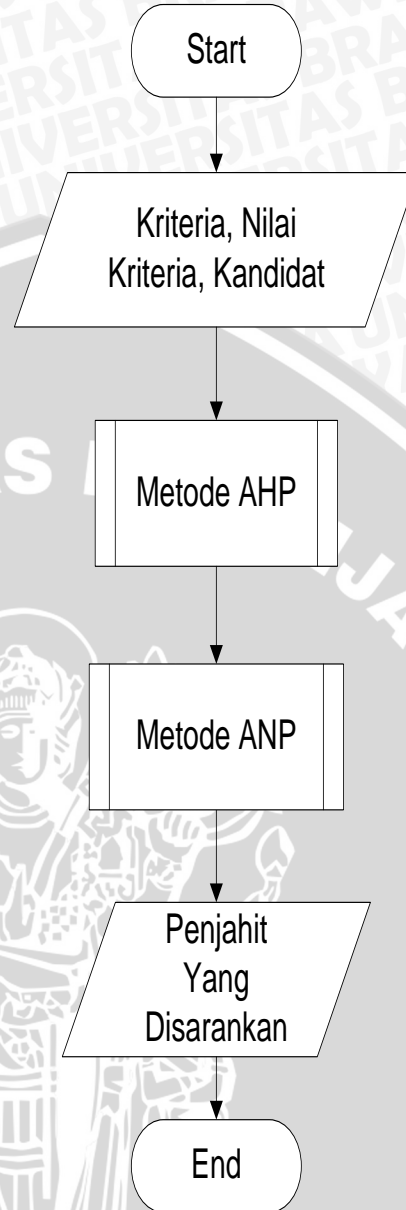 Start
Kriteria, Nilai
Kriteria, Kandidat
Metode AHP
Metode ANP
Penjahit
Yang
Disarankan
End